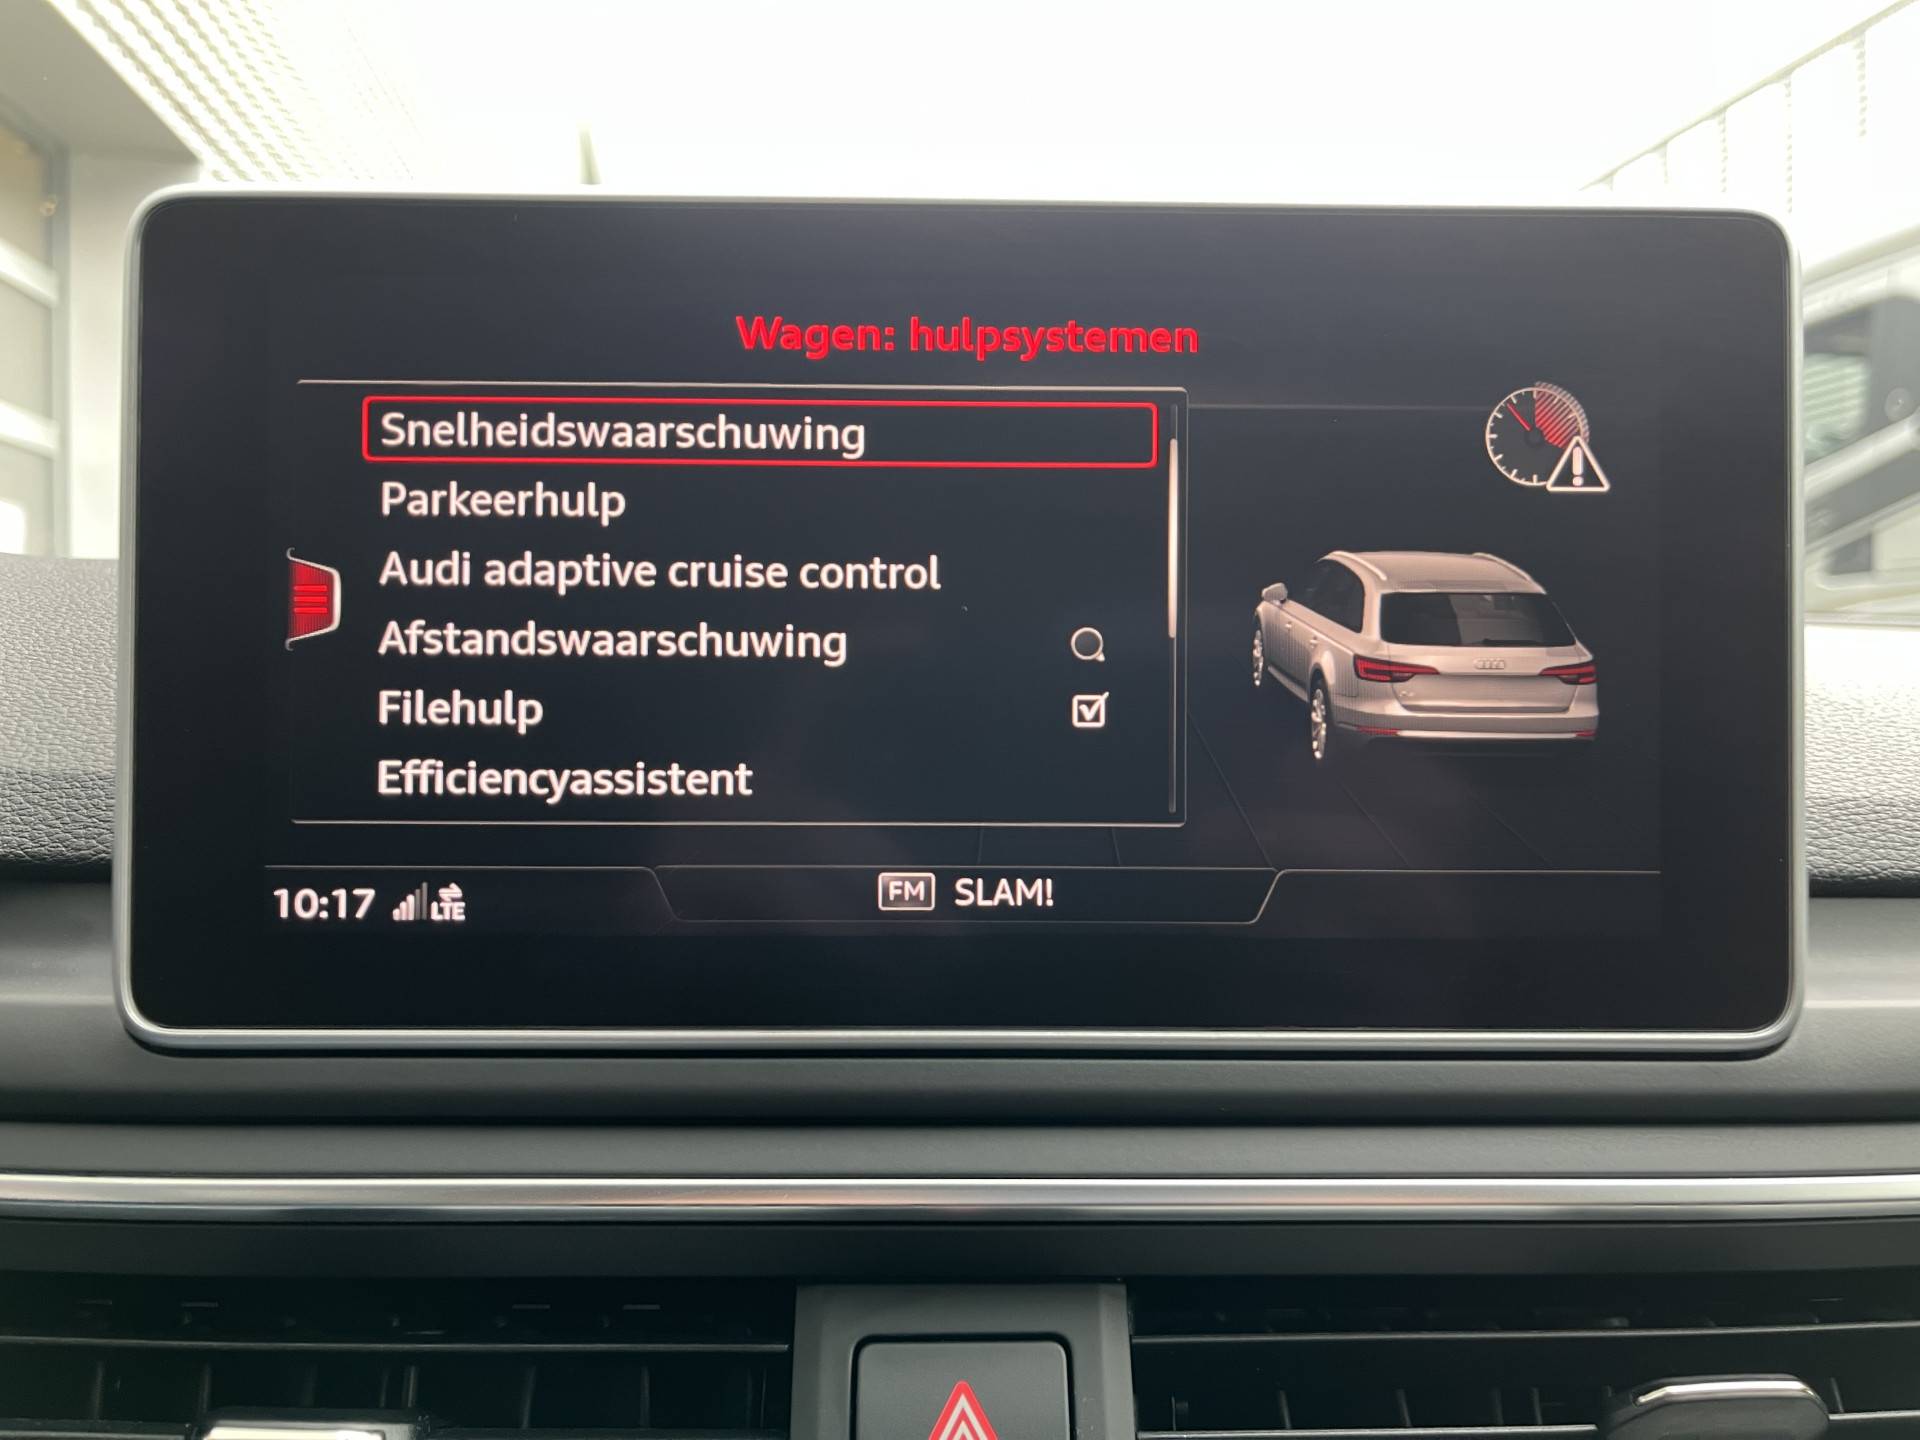 Wagen: hulpsystemen
Snelheidswaarschuwing
Parkeerhulp
Audi adaptive cruise control
Afstandswaarschuwing
Filehulp
Efficiencyassistent
10:17 LTE
FM SLAM!